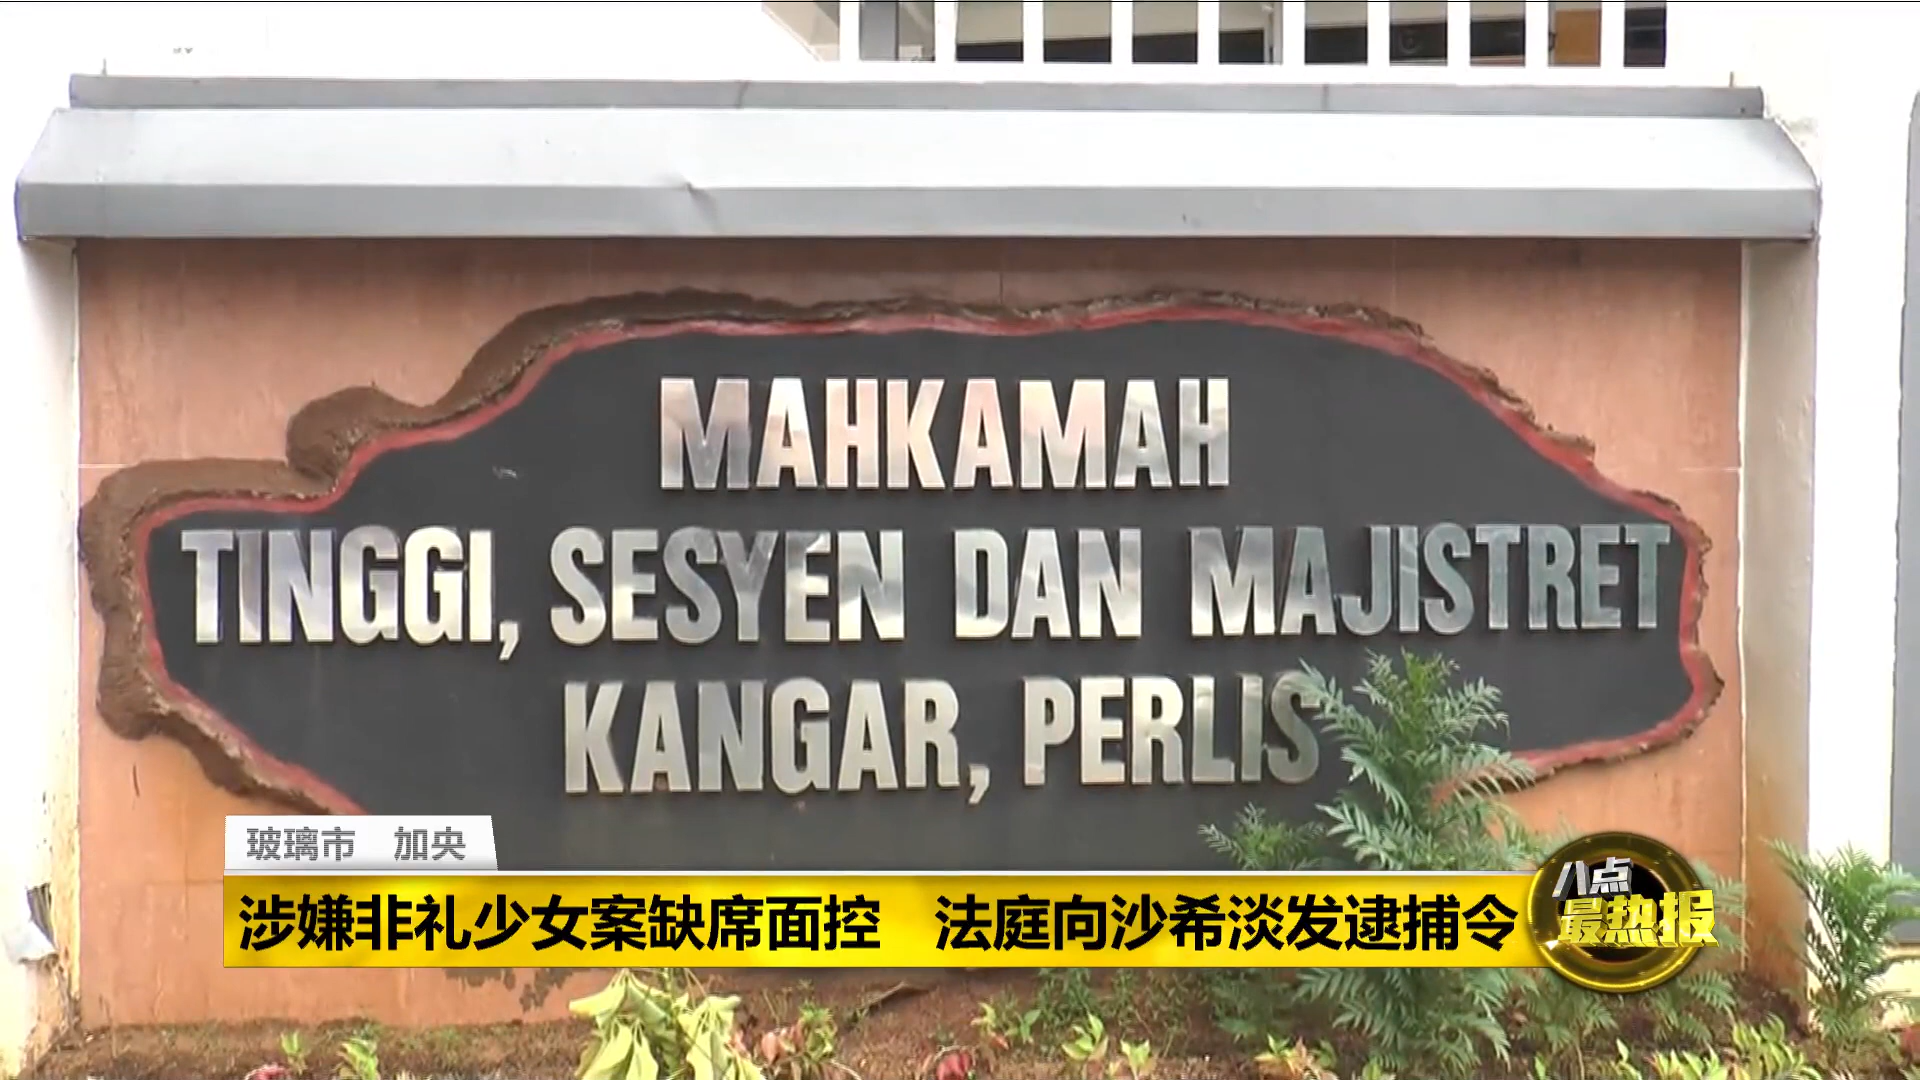 MAHKAMAH
TINGGI, SESYEN DAN MAJISTRET
KANGAR, PERLIS
玻璃市 加央
涉嫌非礼少女案缺席面控 法庭向沙希淡发逮捕令
八点
最热报